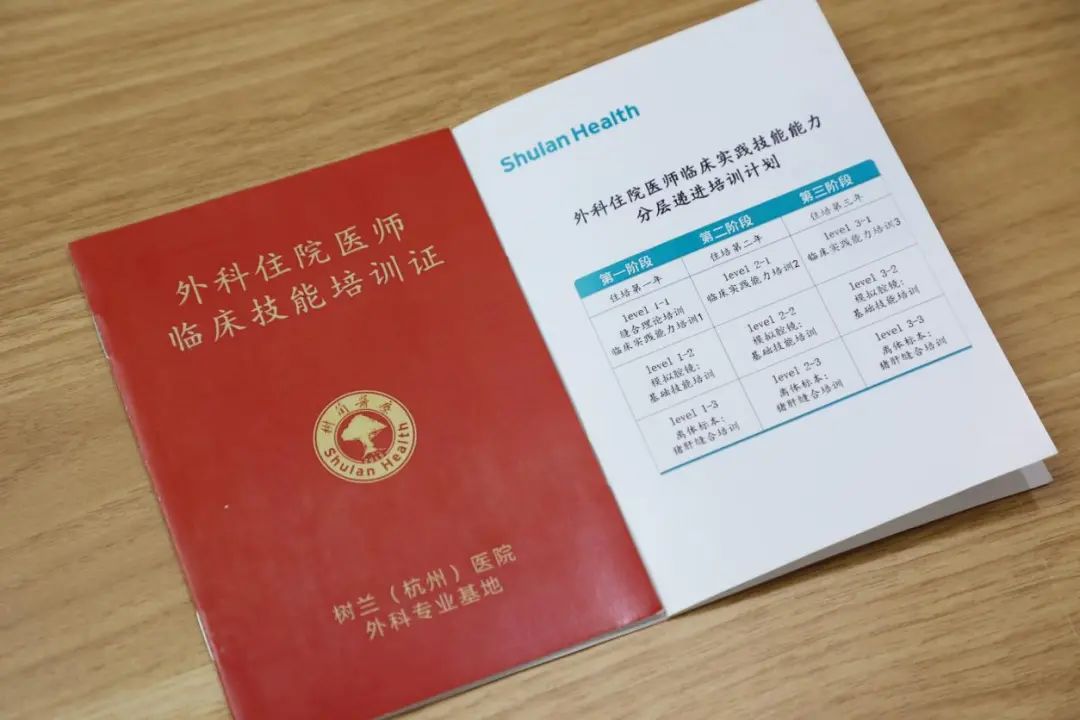 外科住院医师
临床技能培训证
树兰医疗
Shulan Health
树兰（杭州）医院
外科专业基地
Shulan Health
外科住院医师临床实践技能能力
分层递进培训计划
第一阶段
第二阶段
第三阶段
住培第一年
住培第二年
住培第三年
level 1-1
缝合理论培训
临床实践能力培训1
level 2-1
临床实践能力培训2
level 3-1
临床实践能力培训3
level 1-2
模拟腔镜：
基础技能培训
level 2-2
模拟腔镜：
基础技能培训
level 3-2
模拟腔镜：
基础技能培训
level 1-3
离体标本：
猪肝缝合培训
level 2-3
离体标本：
猪肝缝合培训
level 3-3
离体标本：
猪肝缝合培训